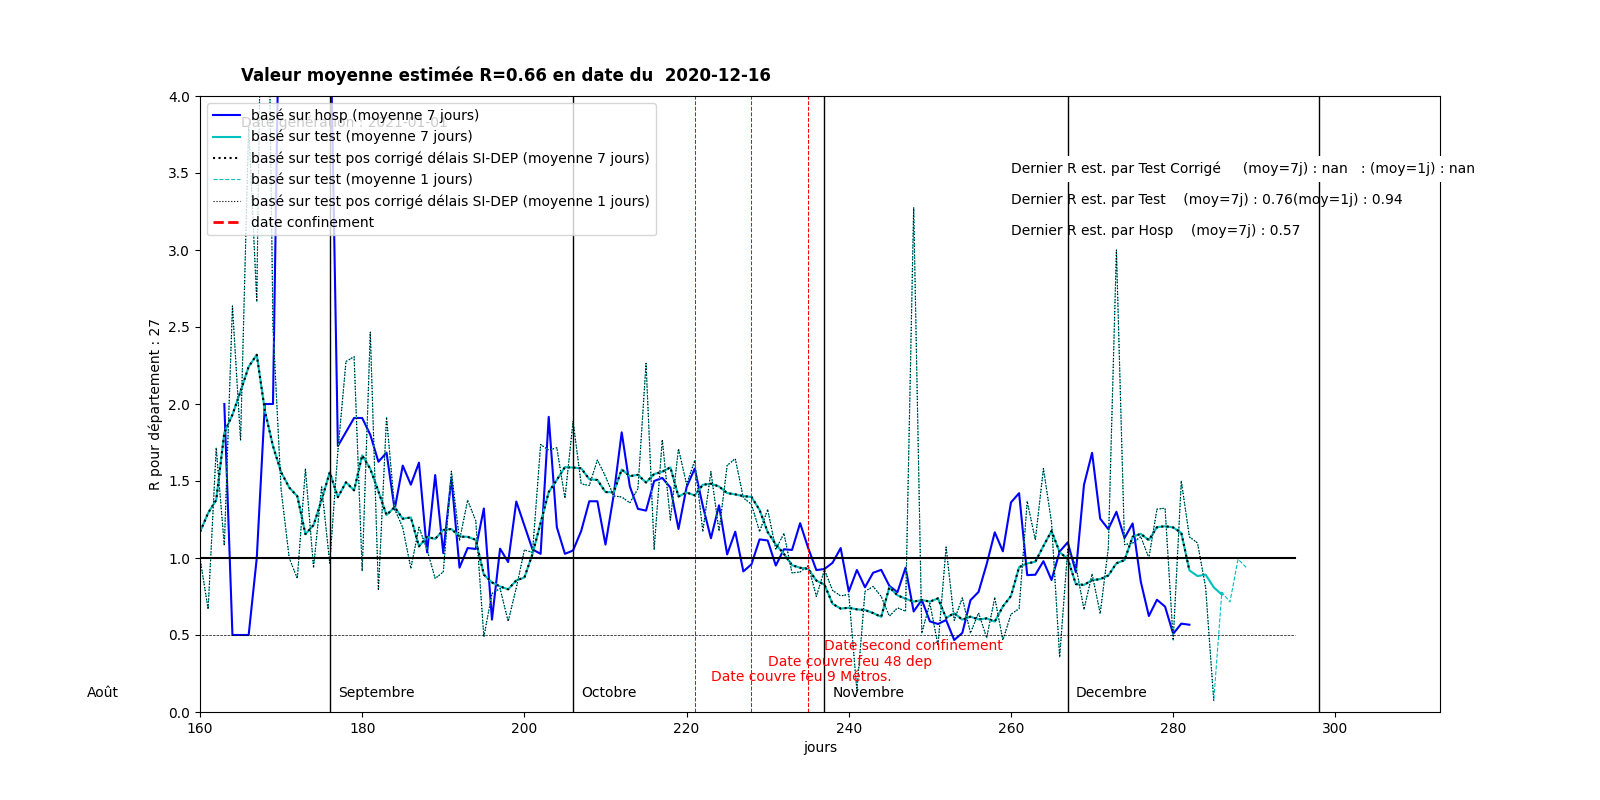 Valeur moyenne estimée R=0.66 en date du  2020-12-16
Date génération : 2021-01-01
basé sur hosp (moyenne 7 jours)
basé sur test (moyenne 7 jours)
basé sur test pos corrigé délais SI-DEP (moyenne 7 jours)
basé sur test (moyenne 1 jours)
basé sur test pos corrigé délais SI-DEP (moyenne 1 jours)
date confinement
Dernier R est. par Test Corrigé     (moy=7j) : nan   : (moy=1j) : nan
Dernier R est. par Test    (moy=7j) : 0.76(moy=1j) : 0.94
Dernier R est. par Hosp    (moy=7j) : 0.57
4.0
3.5
3.0
2.5
2.0
1.5
1.0
0.5
0.0
R pour département : 27
Date second confinement
Date couvre feu 48 dep
Date couvre feu 9 Métros.
Août
Septembre
Octobre
Novembre
Decembre
160
180
200
220
240
260
280
300
jours